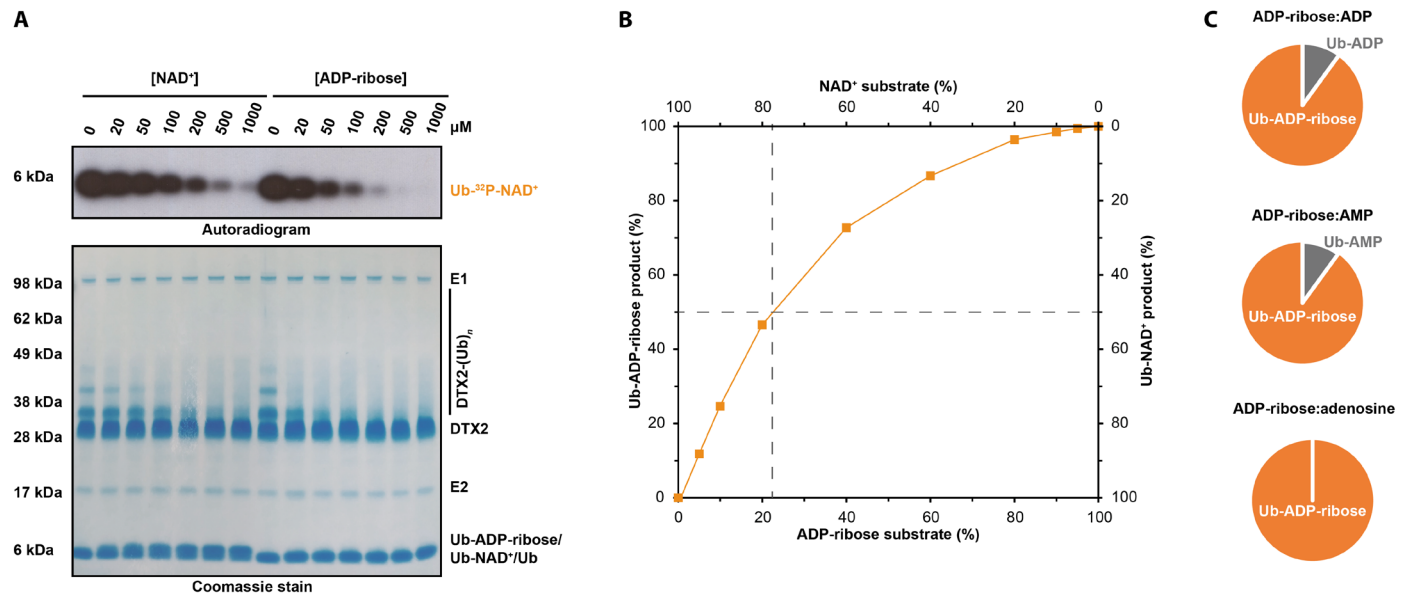 A
[NAD⁺] [ADP-ribose]
0 20 50 100 200 500 1000 0 20 50 100 200 500 1000 µM
6 kDa
Ub-³²P-NAD⁺
Autoradiogram
98 kDa
62 kDa
49 kDa
38 kDa
28 kDa
17 kDa
6 kDa
E1
DTX2-(Ub)ₙ
DTX2
E2
Ub-ADP-ribose/
Ub-NAD⁺/Ub
Coomassie stain
B
NAD⁺ substrate (%)
100 80 60 40 20 0
Ub-ADP-ribose product (%)
100
80
60
40
20
0
Ub-NAD⁺ product (%)
0
20
40
60
80
100
0 20 40 60 80 100
ADP-ribose substrate (%)
C
ADP-ribose:ADP
Ub-ADP
Ub-ADP-ribose
ADP-ribose:AMP
Ub-AMP
Ub-ADP-ribose
ADP-ribose:adenosine
Ub-ADP-ribose